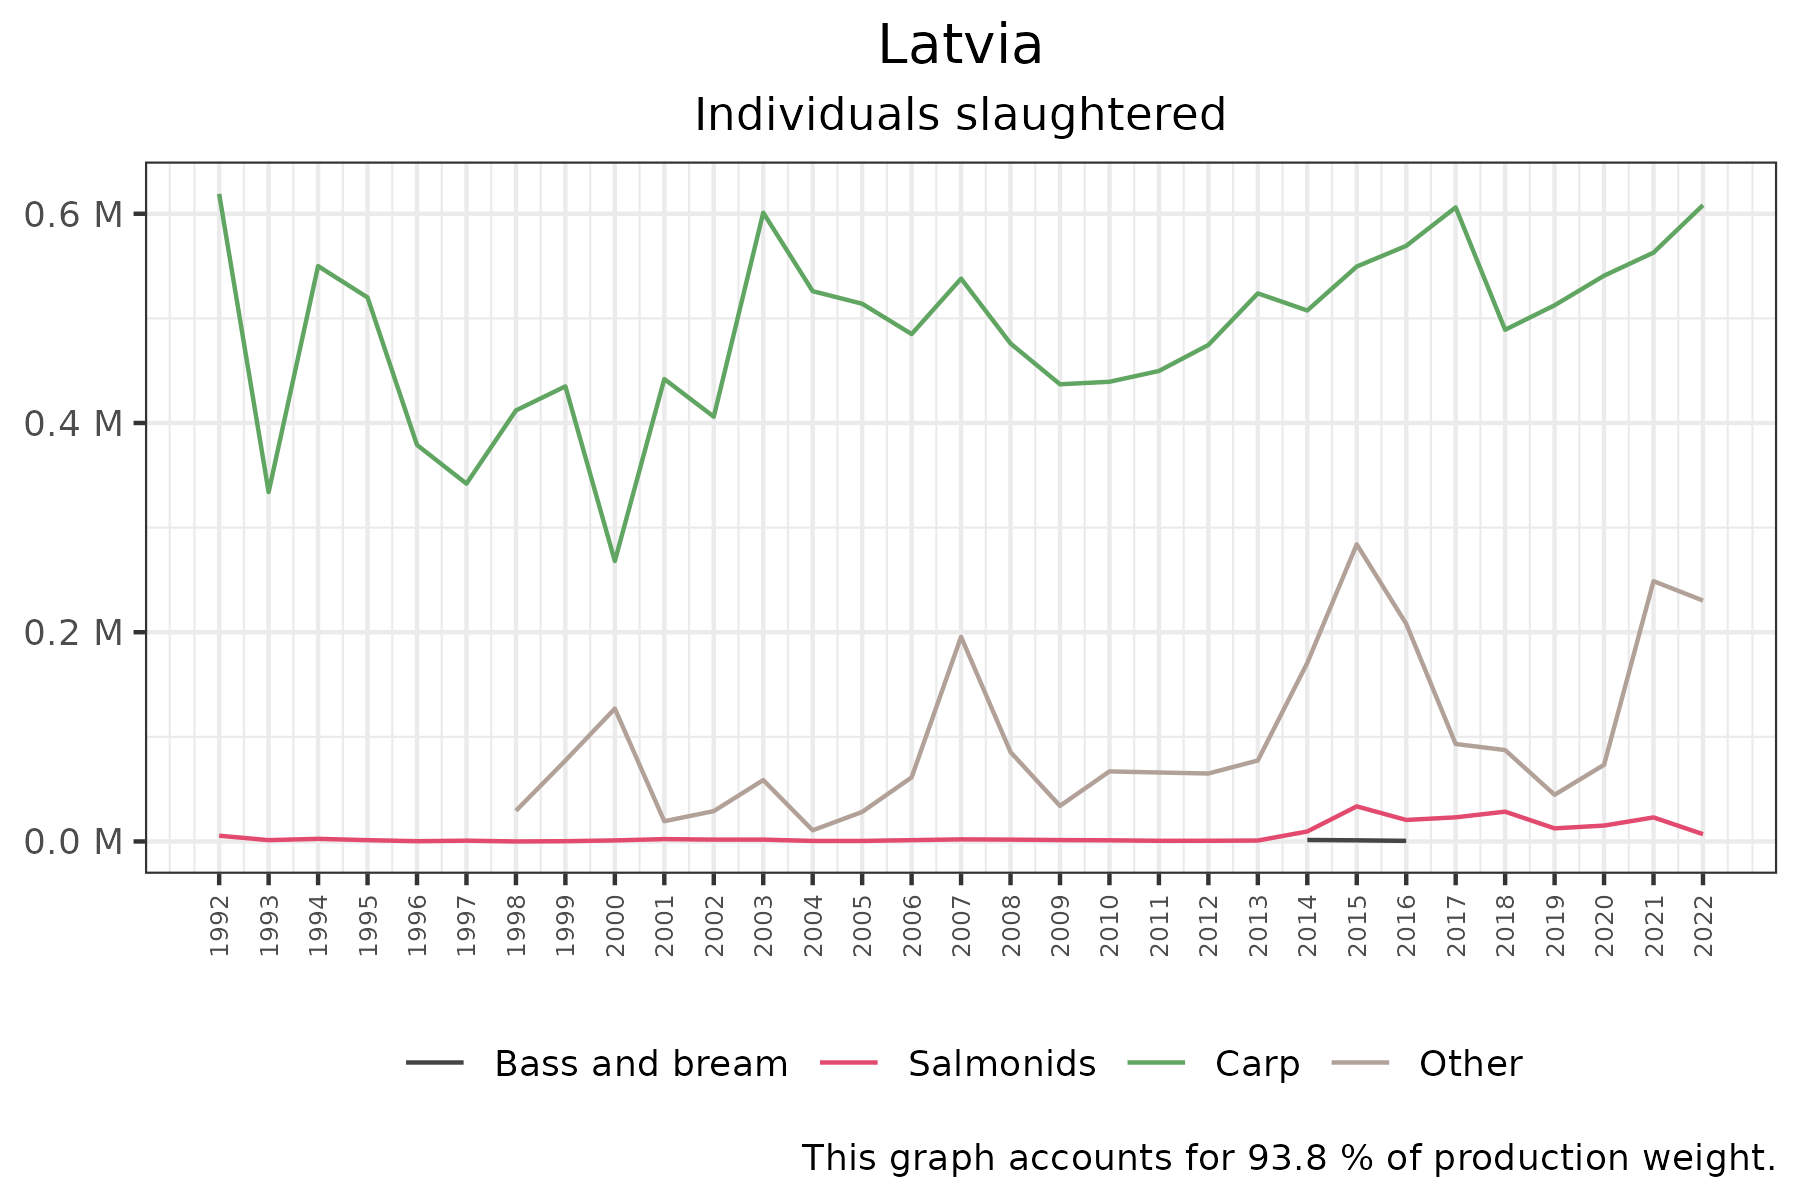 Latvia
Individuals slaughtered
0.6 M
0.4 M
0.2 M
0.0 M
1992 1993 1994 1995 1996 1997 1998 1999 2000 2001 2002 2003 2004 2005 2006 2007 2008 2009 2010 2011 2012 2013 2014 2015 2016 2017 2018 2019 2020 2021 2022
Bass and bream Salmonids Carp Other
This graph accounts for 93.8 % of production weight.